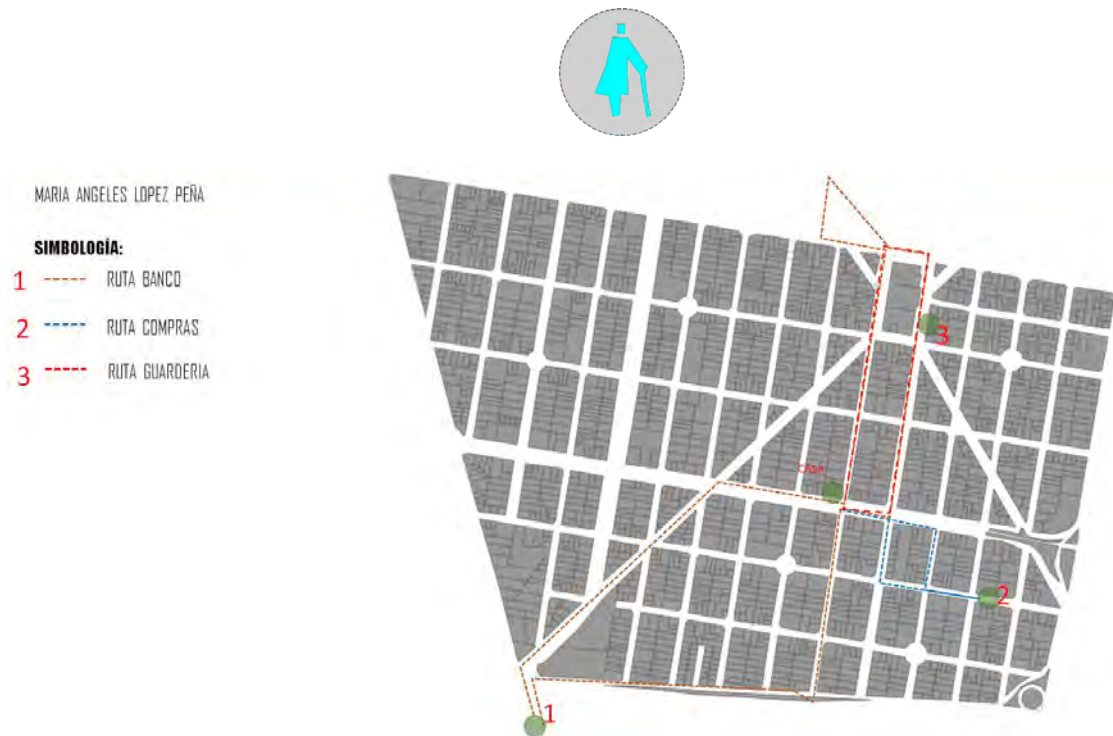 MARIA ANGELES LOPEZ PEÑA
SIMBOLOGÍA:
1 RUTA BANCO
2 RUTA COMPRAS
3 RUTA GUARDERIA
3
CASA
2
1